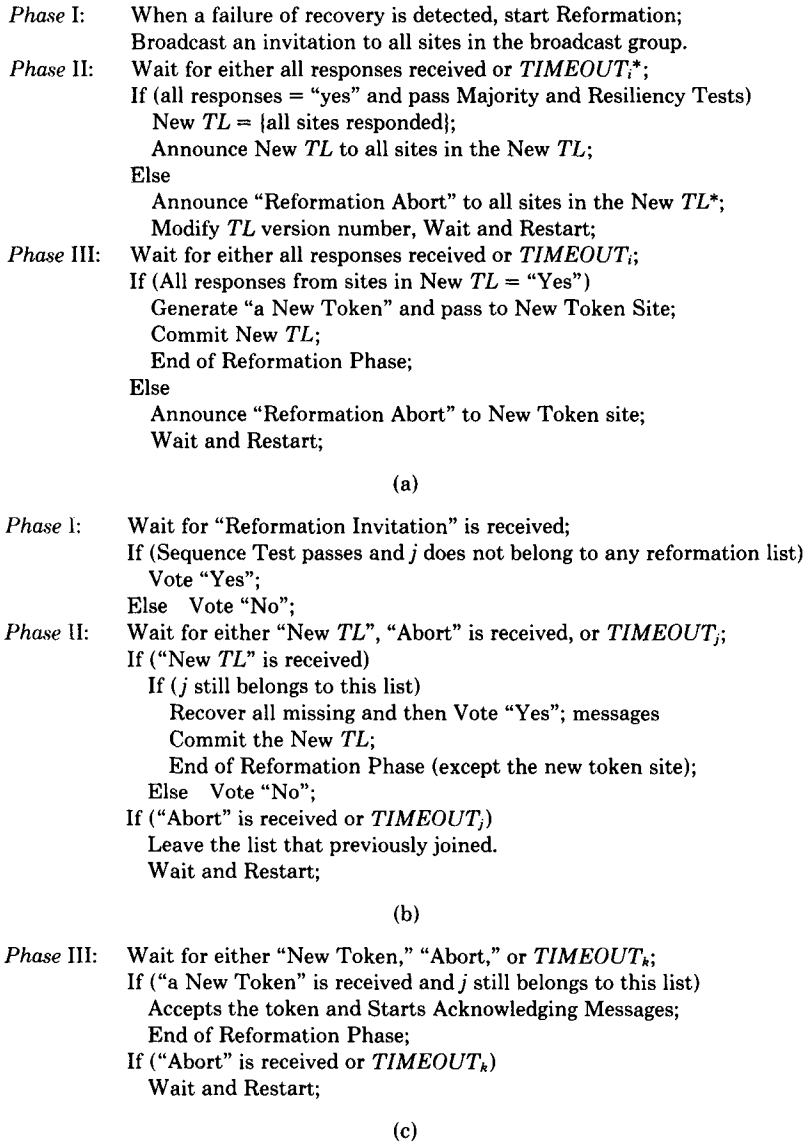 Phase I: When a failure of recovery is detected, start Reformation;
Broadcast an invitation to all sites in the broadcast group.
Phase II: Wait for either all responses received or TIMEOUTᵢ*;
If (all responses = “yes” and pass Majority and Resiliency Tests)
New TL = {all sites responded};
Announce New TL to all sites in the New TL;
Else
Announce “Reformation Abort” to all sites in the New TL*;
Modify TL version number, Wait and Restart;
Phase III: Wait for either all responses received or TIMEOUTᵢ;
If (All responses from sites in New TL = “Yes”)
Generate “a New Token” and pass to New Token Site;
Commit New TL;
End of Reformation Phase;
Else
Announce “Reformation Abort” to New Token site;
Wait and Restart;
(a)
Phase I: Wait for “Reformation Invitation” is received;
If (Sequence Test passes and j does not belong to any reformation list)
Vote “Yes”;
Else Vote “No”;
Phase II: Wait for either “New TL”, “Abort” is received, or TIMEOUTⱼ;
If (“New TL” is received)
If (j still belongs to this list)
Recover all missing and then Vote “Yes”; messages
Commit the New TL;
End of Reformation Phase (except the new token site);
Else Vote “No”;
If (“Abort” is received or TIMEOUTⱼ)
Leave the list that previously joined.
Wait and Restart;
(b)
Phase III: Wait for either “New Token,” “Abort,” or TIMEOUTₖ;
If (“a New Token” is received and j still belongs to this list)
Accepts the token and Starts Acknowledging Messages;
End of Reformation Phase;
If (“Abort” is received or TIMEOUTₖ)
Wait and Restart;
(c)